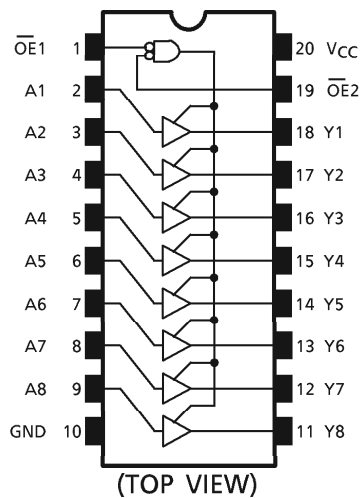 O̅E̅1 1 20 VCC
A1 2 19 O̅E̅2
A2 3 18 Y1
A3 4 17 Y2
A4 5 16 Y3
A5 6 15 Y4
A6 7 14 Y5
A7 8 13 Y6
A8 9 12 Y7
GND 10 11 Y8
(TOP VIEW)